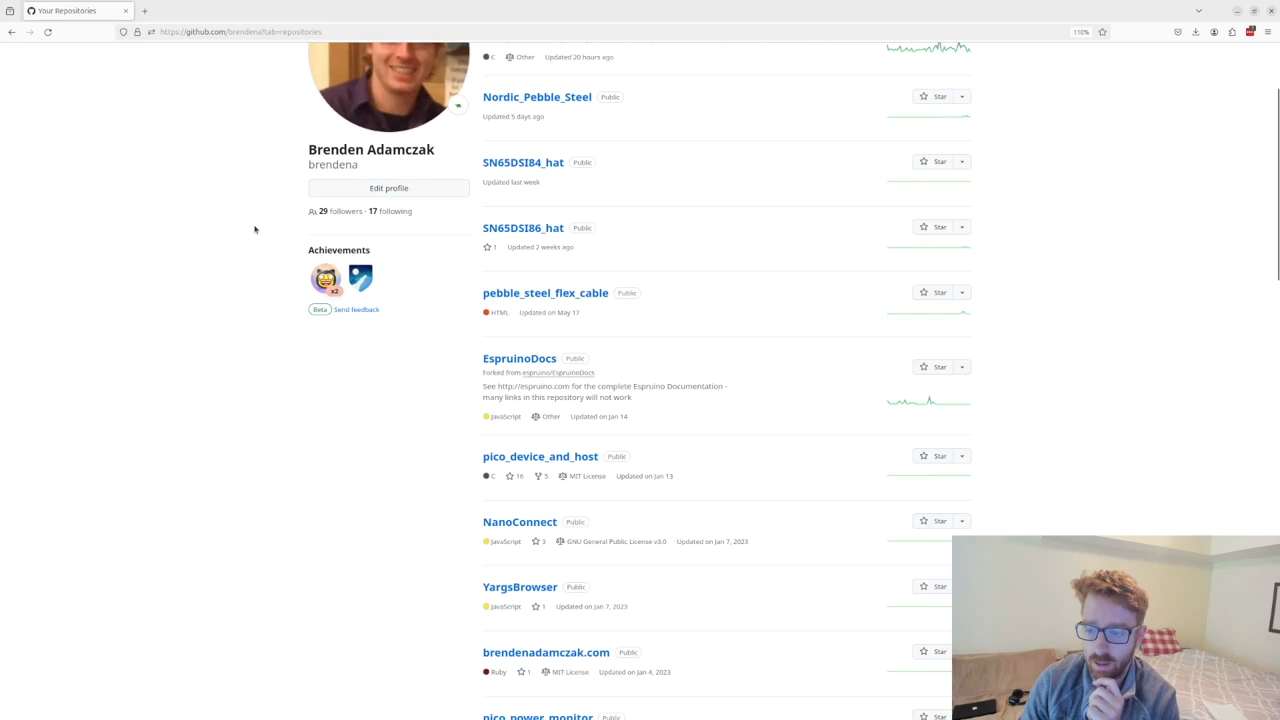 Your Repositories
https://github.com/brendena?tab=repositories
110%
Brenden Adamczak
brendena
Edit profile
29 followers · 17 following
Achievements
x2
Beta Send feedback
C Other Updated 20 hours ago
Nordic_Pebble_Steel Public
Star
Updated 5 days ago
SN65DSI84_hat Public
Star
Updated last week
SN65DSI86_hat Public
Star
1 Updated 2 weeks ago
pebble_steel_flex_cable Public
Star
HTML Updated on May 17
EspruinoDocs Public
Star
Forked from espruino/EspruinoDocs
See http://espruino.com for the complete Espruino Documentation -
many links in this repository will not work
JavaScript Other Updated on Jan 14
pico_device_and_host Public
Star
C 16 5 MIT License Updated on Jan 13
NanoConnect Public
Star
JavaScript 3 GNU General Public License v3.0 Updated on Jan 7, 2023
YargsBrowser Public
Star
JavaScript 1 Updated on Jan 7, 2023
brendenadamczak.com Public
Star
Ruby 1 MIT License Updated on Jan 4, 2023
pico_power_monitor Public
Star